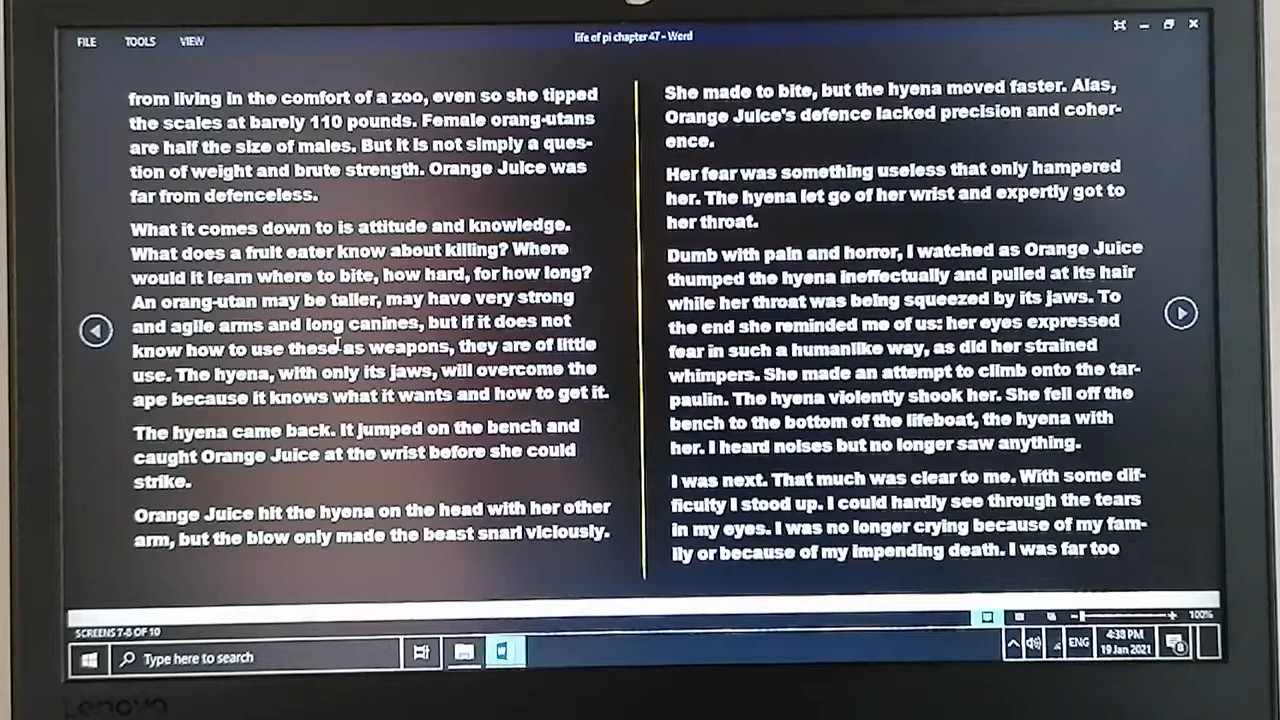 FILE TOOLS VIEW
life of pi chapter 47 - Word
from living in the comfort of a zoo, even so she tipped
the scales at barely 110 pounds. Female orang-utans
are half the size of males. But it is not simply a ques-
tion of weight and brute strength. Orange Juice was
far from defenceless.
What it comes down to is attitude and knowledge.
What does a fruit eater know about killing? Where
would it learn where to bite, how hard, for how long?
An orang-utan may be taller, may have very strong
and agile arms and long canines, but if it does not
know how to use these as weapons, they are of little
use. The hyena, with only its jaws, will overcome the
ape because it knows what it wants and how to get it.
The hyena came back. It jumped on the bench and
caught Orange Juice at the wrist before she could
strike.
Orange Juice hit the hyena on the head with her other
arm, but the blow only made the beast snarl viciously.
She made to bite, but the hyena moved faster. Alas,
Orange Juice's defence lacked precision and coher-
ence.
Her fear was something useless that only hampered
her. The hyena let go of her wrist and expertly got to
her throat.
Dumb with pain and horror, I watched as Orange Juice
thumped the hyena ineffectually and pulled at its hair
while her throat was being squeezed by its jaws. To
the end she reminded me of us: her eyes expressed
fear in such a humanlike way, as did her strained
whimpers. She made an attempt to climb onto the tar-
paulin. The hyena violently shook her. She fell off the
bench to the bottom of the lifeboat, the hyena with
her. I heard noises but no longer saw anything.
I was next. That much was clear to me. With some dif-
ficulty I stood up. I could hardly see through the tears
in my eyes. I was no longer crying because of my fam-
ily or because of my impending death. I was far too
SCREENS 7-8 OF 10
100%
Type here to search
ENG
4:38 PM
19 Jan 2021
Lenovo